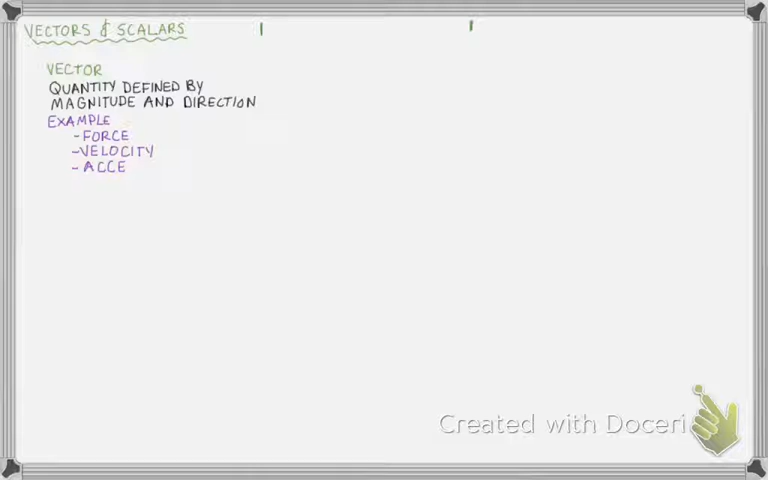 VECTORS & SCALARS
VECTOR
QUANTITY DEFINED BY
MAGNITUDE AND DIRECTION
EXAMPLE
-FORCE
-VELOCITY
- ACCE
Created with Doceri